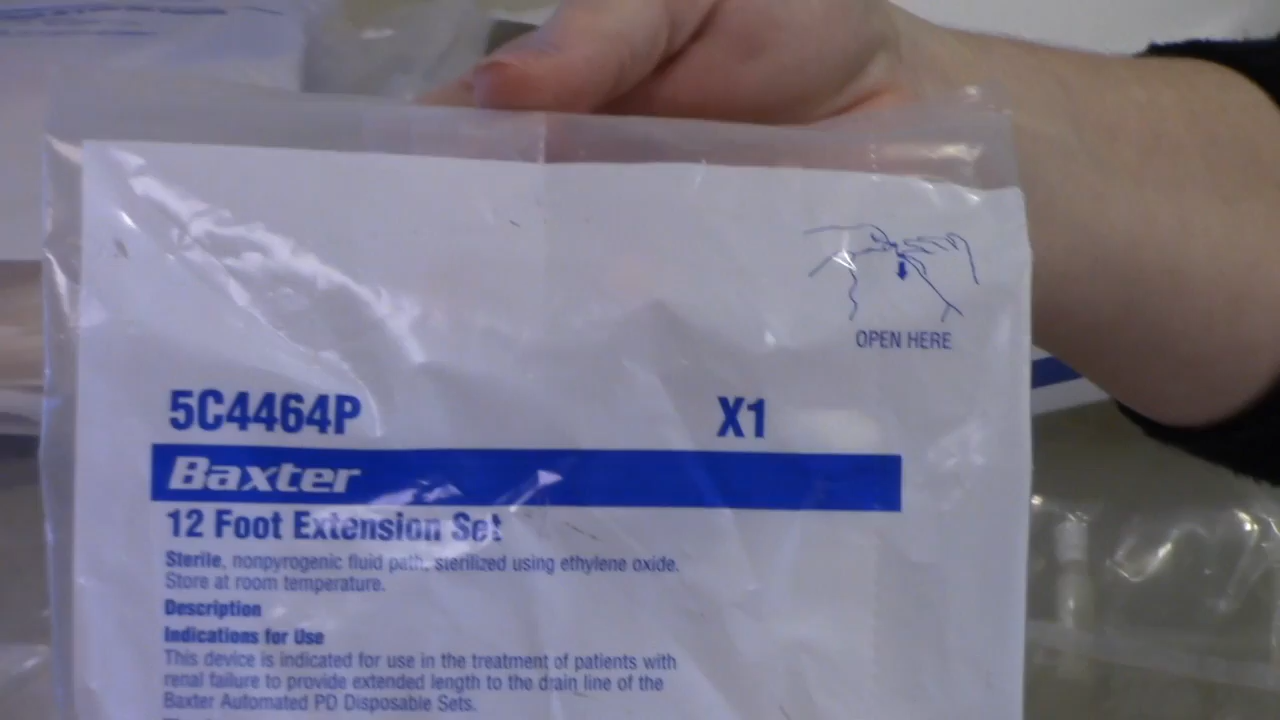 OPEN HERE
5C4464P X1
Baxter
12 Foot Extension Set
Sterile, nonpyrogenic fluid path, sterilized using ethylene oxide.
Store at room temperature.
Description
Indications for Use
This device is indicated for use in the treatment of patients with
renal failure to provide extended length to the drain line of the
Baxter Automated PD Disposable Sets.